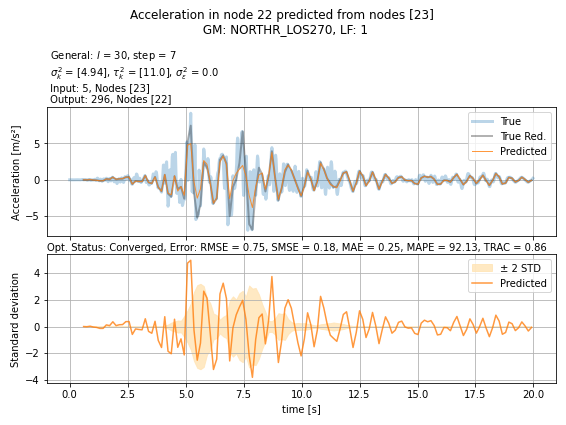 Acceleration in node 22 predicted from nodes [23]
GM: NORTHR_LOS270, LF: 1
General: l = 30, step = 7
σ²ₖ = [4.94], τ²ₖ = [11.0], σ²ε = 0.0
Input: 5, Nodes [23]
Output: 296, Nodes [22]
Acceleration [m/s²]
5
0
−5
True
True Red.
Predicted
Opt. Status: Converged, Error: RMSE = 0.75, SMSE = 0.18, MAE = 0.25, MAPE = 92.13, TRAC = 0.86
Standard deviation
4
2
0
−2
−4
± 2 STD
Predicted
0.0 2.5 5.0 7.5 10.0 12.5 15.0 17.5 20.0
time [s]